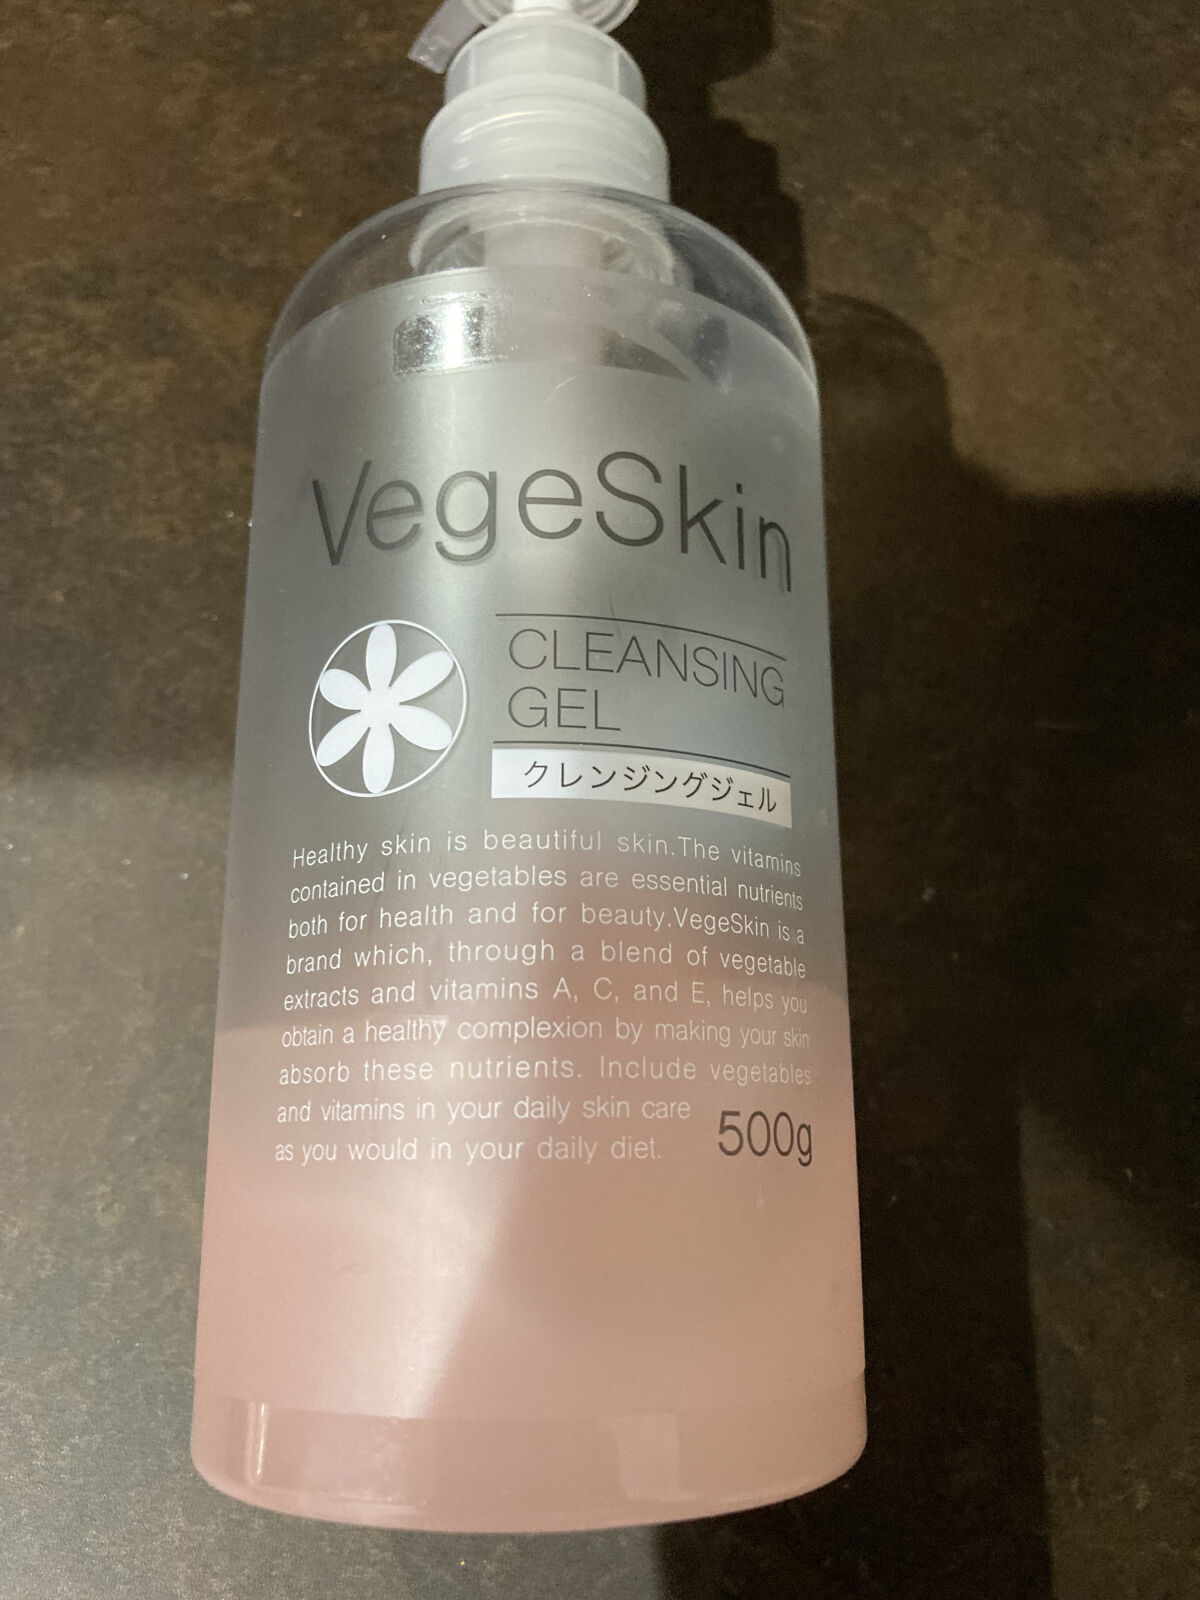 VegeSkin
CLEANSING
GEL
クレンジングジェル
Healthy skin is beautiful skin.The vitamins
contained in vegetables are essential nutrients
both for health and for beauty.VegeSkin is a
brand which, through a blend of vegetable
extracts and vitamins A, C, and E, helps you
obtain a healthy complexion by making your skin
absorb these nutrients. Include vegetables
and vitamins in your daily skin care
as you would in your daily diet.
500g